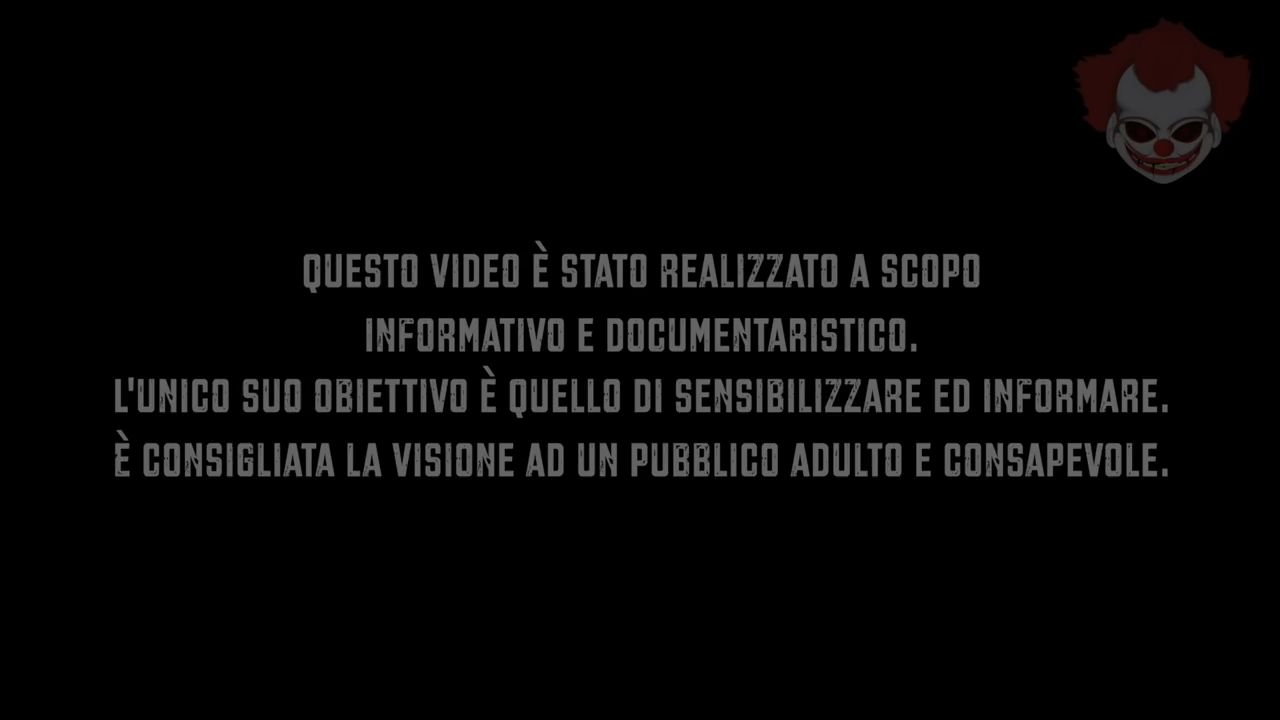 QUESTO VIDEO È STATO REALIZZATO A SCOPO
INFORMATIVO E DOCUMENTARISTICO.
L'UNICO SUO OBIETTIVO È QUELLO DI SENSIBILIZZARE ED INFORMARE.
È CONSIGLIATA LA VISIONE AD UN PUBBLICO ADULTO E CONSAPEVOLE.